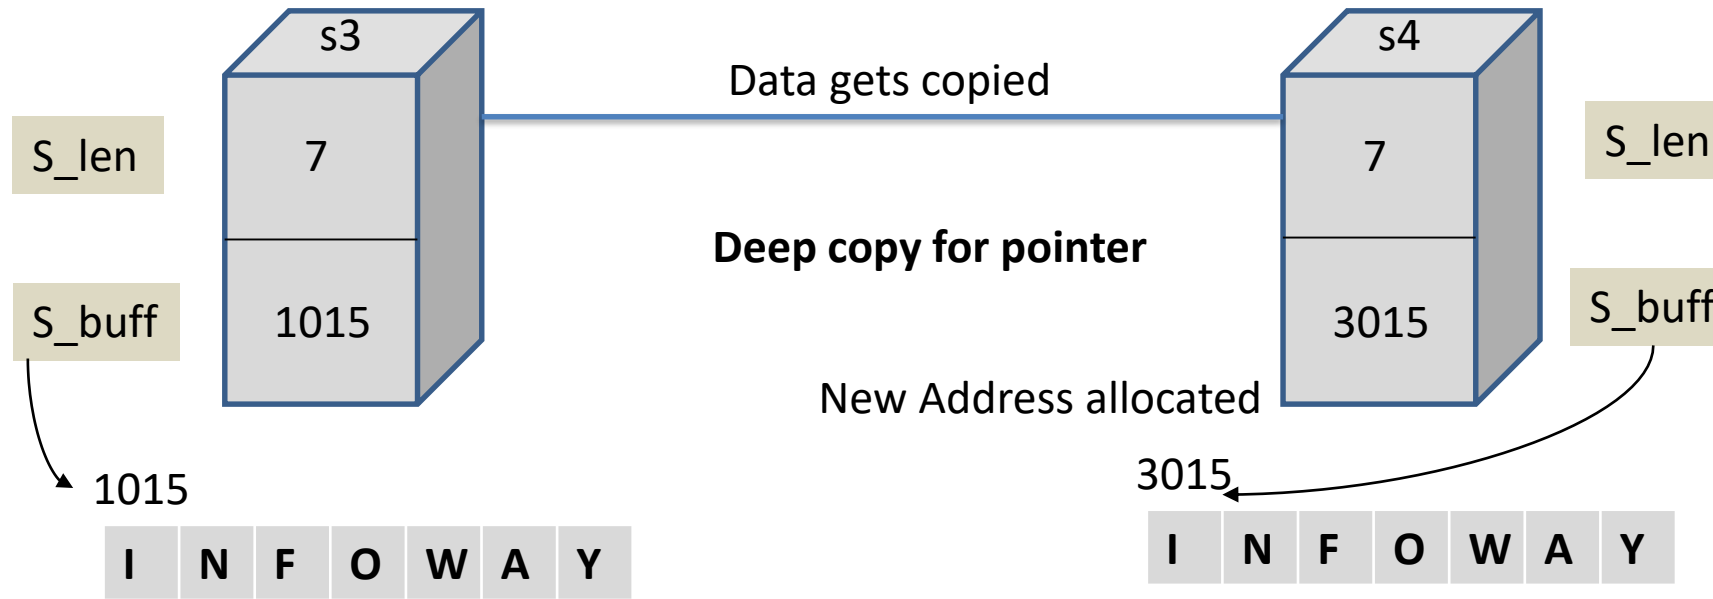 s3
s4
Data gets copied
S_len
7
7
S_len
Deep copy for pointer
S_buff
1015
3015
S_buff
New Address allocated
1015
3015
I N F O W A Y
I N F O W A Y